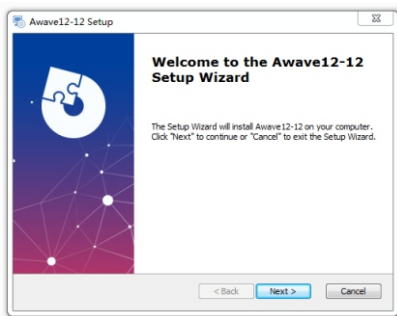 Awave12-12 Setup
Welcome to the Awave12-12
Setup Wizard
The Setup Wizard will install Awave12-12 on your computer.
Click "Next" to continue or "Cancel" to exit the Setup Wizard.
< Back
Next >
Cancel